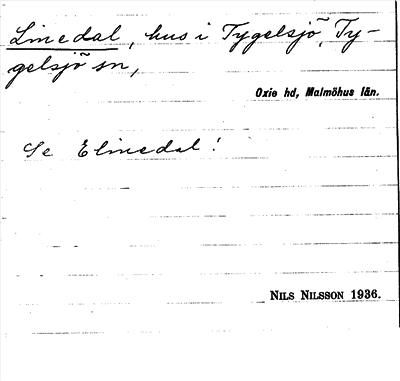 Linedal, hus i Tygelsjö, Ty-
gelsjö sn,
Oxie hd, Malmöhus län.
Se Elinedal!
NILS NILSSON 1936.